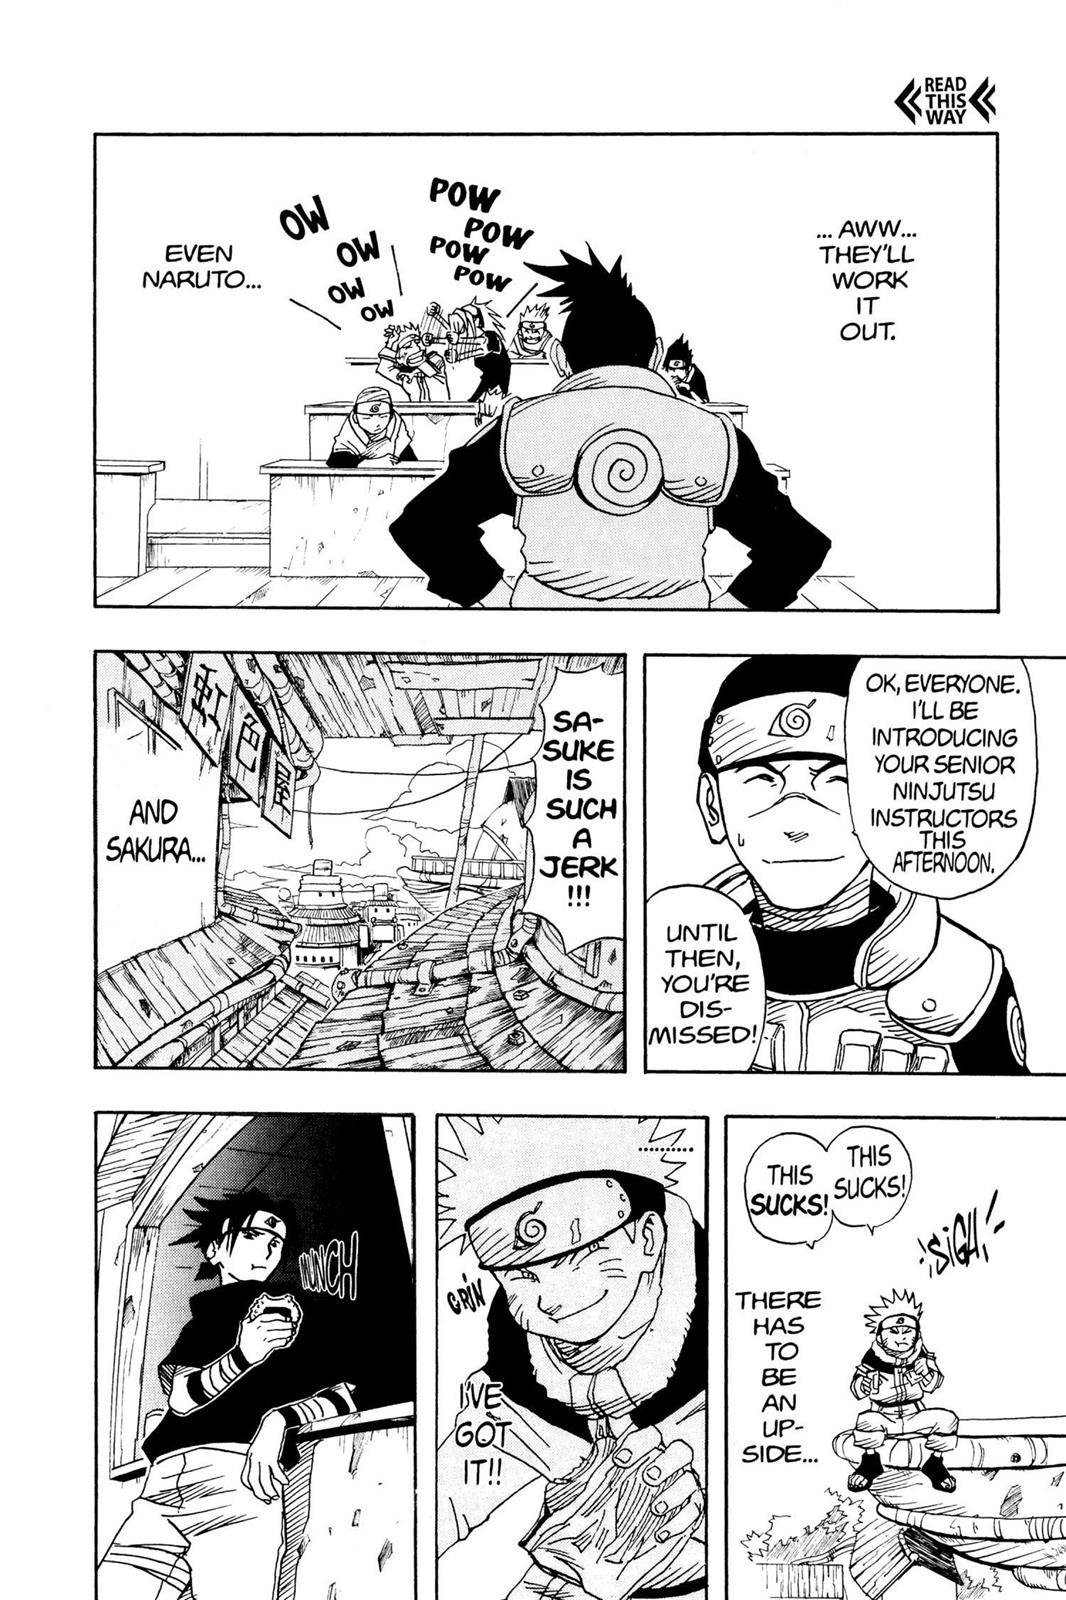 READ
THIS
WAY
... AWW...
THEY'LL
WORK
IT
OUT.
POW
POW
POW
POW
OW
OW
OW
OW
EVEN
NARUTO...
OK, EVERYONE.
I'LL BE
INTRODUCING
YOUR SENIOR
NINJUTSU
INSTRUCTORS
THIS
AFTERNOON.
UNTIL
THEN,
YOU'RE
DIS-
MISSED!
SA-
SUKE
IS
SUCH
A
JERK
!!!
AND
SAKURA...
THIS
SUCKS!
THIS
SUCKS!
SIGH!
THERE
HAS
TO
BE
AN
UP-
SIDE...
..........
GRIN
I'VE
GOT
IT!!
MUNCH